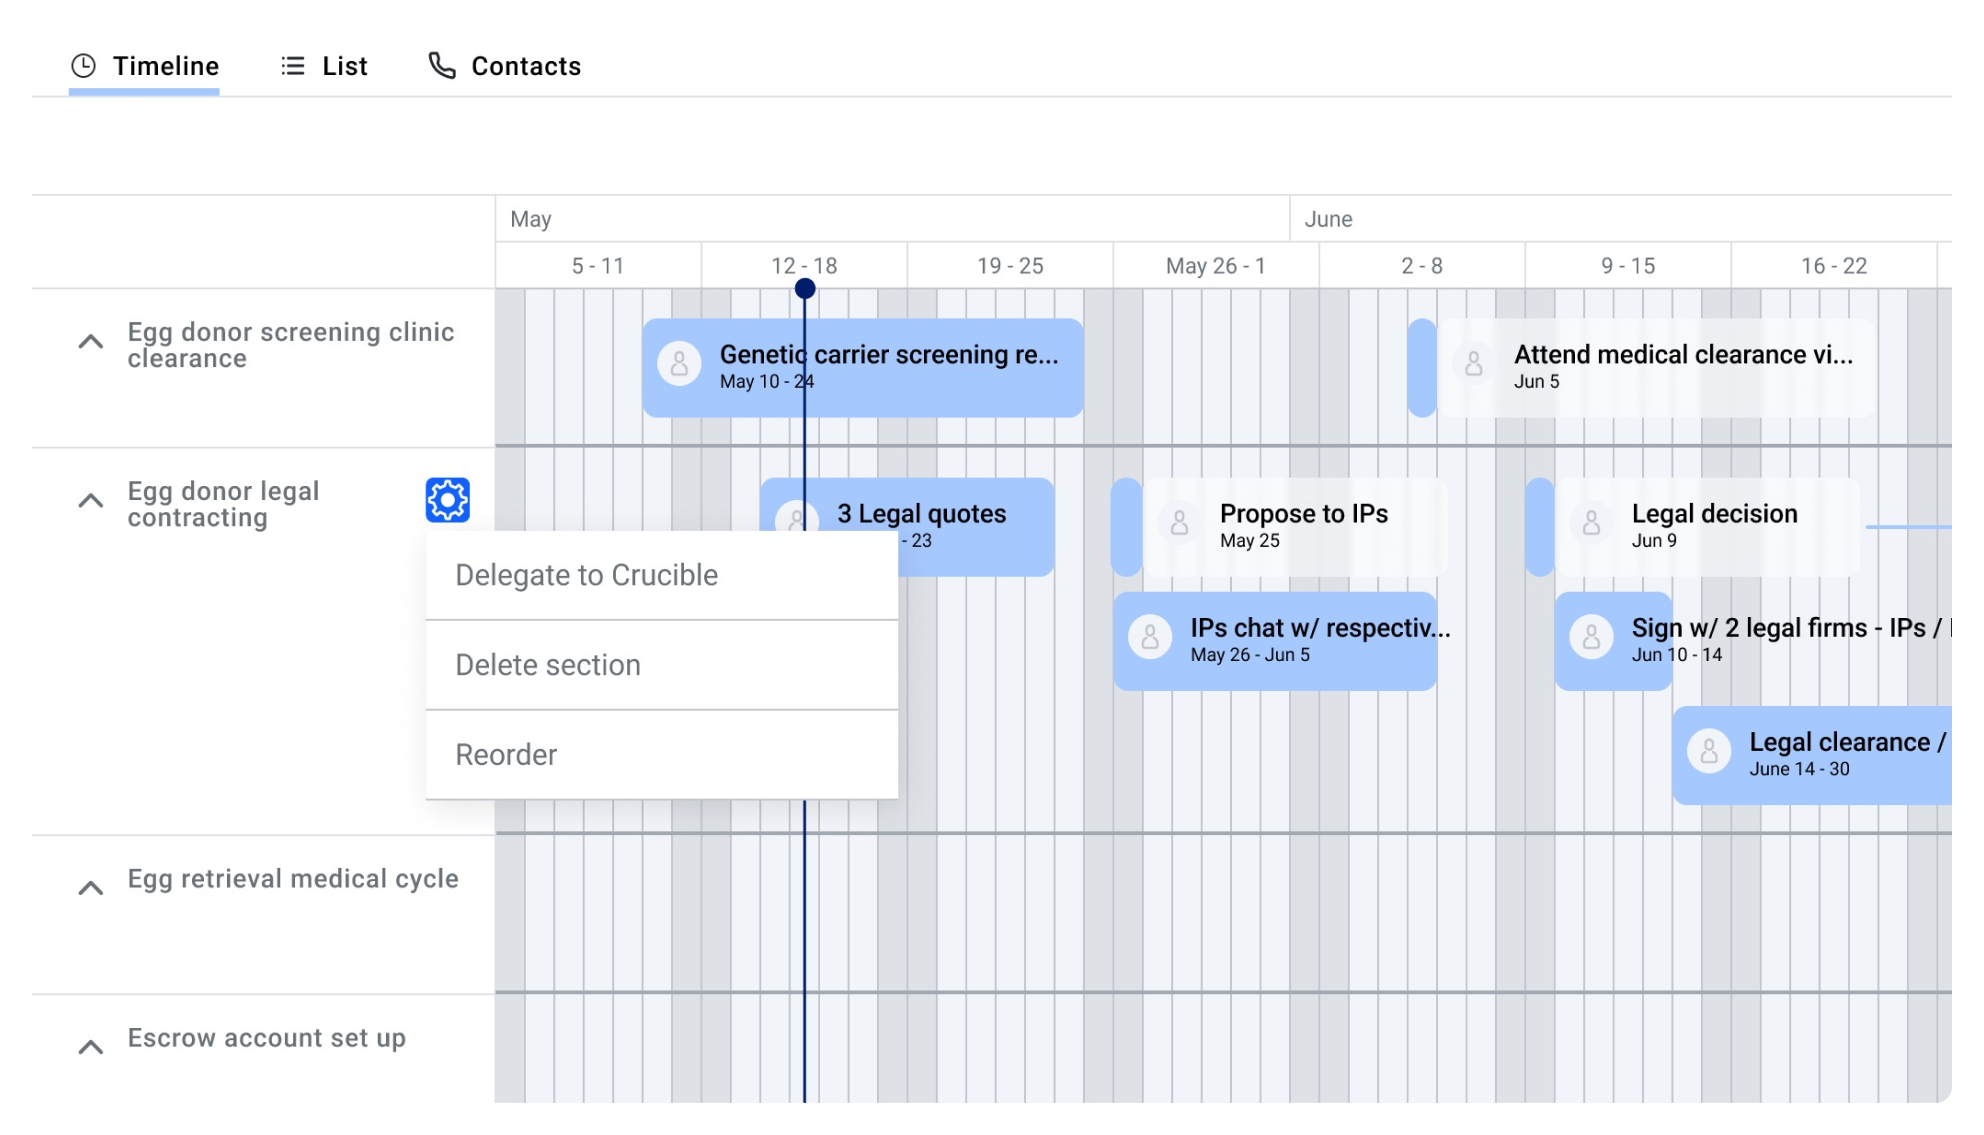 Timeline
List
Contacts
May
June
5 - 11
12 - 18
19 - 25
May 26 - 1
2 - 8
9 - 15
16 - 22
Egg donor screening clinic
clearance
Genetic carrier screening re...
May 10 - 24
Attend medical clearance vi...
Jun 5
Egg donor legal
contracting
3 Legal quotes
- 23
Propose to IPs
May 25
Legal decision
Jun 9
Delegate to Crucible
Delete section
Reorder
IPs chat w/ respectiv...
May 26 - Jun 5
Sign w/ 2 legal firms - IPs /
Jun 10 - 14
Legal clearance /
June 14 - 30
Egg retrieval medical cycle
Escrow account set up